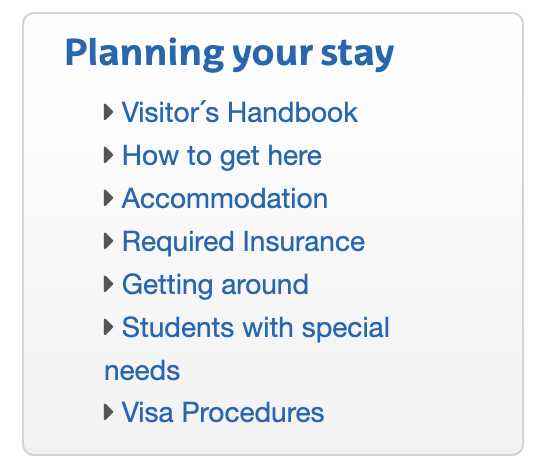 Planning your stay
Visitor´s Handbook
How to get here
Accommodation
Required Insurance
Getting around
Students with special
needs
Visa Procedures